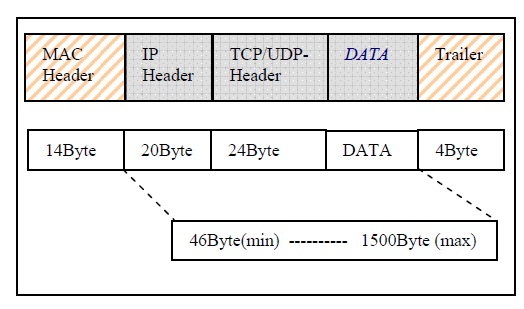 MAC Header
IP Header
TCP/UDP-Header
DATA
Trailer
14Byte
20Byte
24Byte
DATA
4Byte
46Byte(min) ---------- 1500Byte (max)